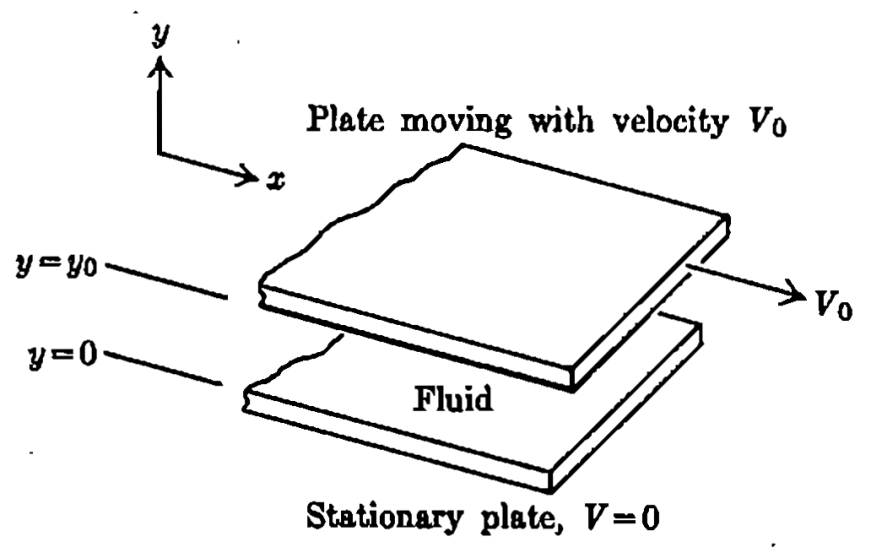 y
Plate moving with velocity V₀
x
y=y₀
V₀
y=0
Fluid
Stationary plate, V=0